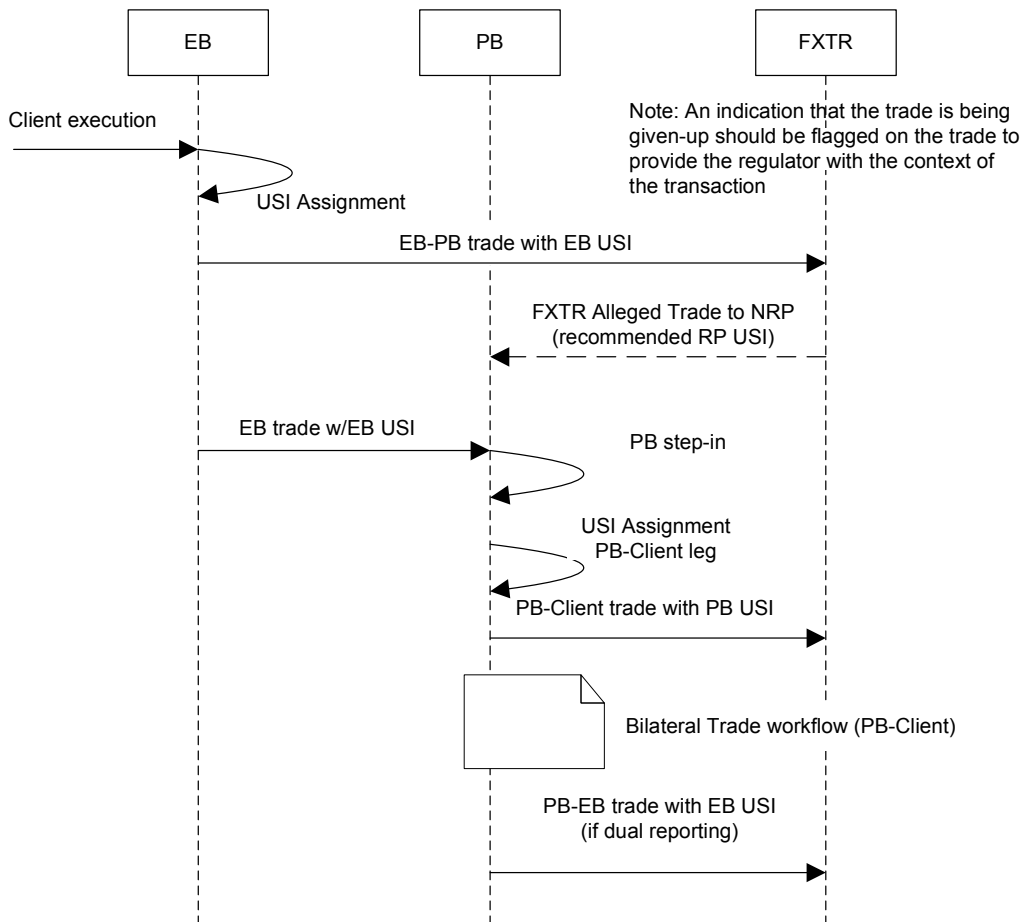 EB
PB
FXTR
Client execution
Note: An indication that the trade is being
given-up should be flagged on the trade to
provide the regulator with the context of
the transaction
USI Assignment
EB-PB trade with EB USI
FXTR Alleged Trade to NRP
(recommended RP USI)
EB trade w/EB USI
PB step-in
USI Assignment
PB-Client leg
PB-Client trade with PB USI
Bilateral Trade workflow (PB-Client)
PB-EB trade with EB USI
(if dual reporting)